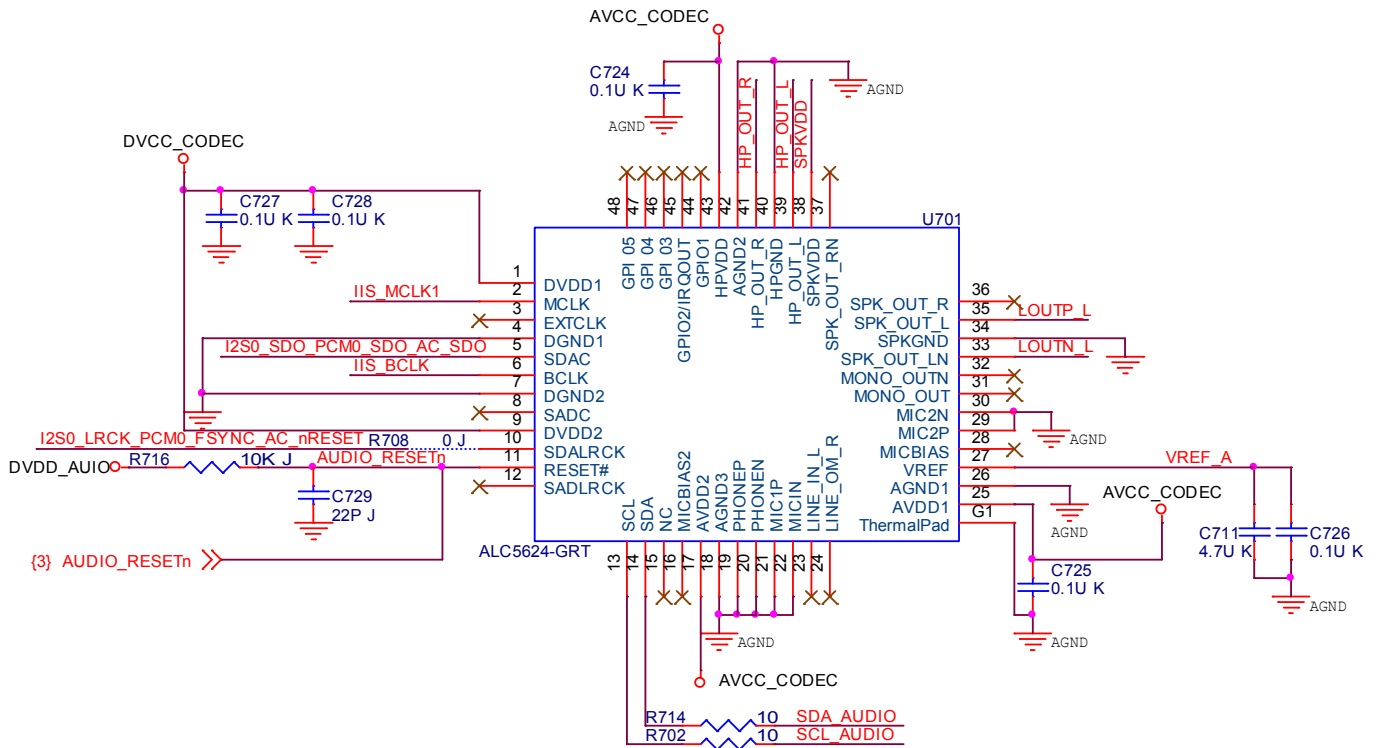 AVCC_CODEC
C724
0.1U K
AGND
AGND
HP_OUT_R
HP_OUT_L
SPKVDD
DVCC_CODEC
C727
0.1U K
C728
0.1U K
48
47
46
45
44
43
42
41
40
39
38
37
U701
GPI 05
GPI 04
GPI 03
GPIO2/IRQOUT
GPIO1
HPVDD
AGND2
HP_OUT_R
HPGND
HP_OUT_L
SPKVDD
SPK_OUT_RN
1
DVDD1
IIS_MCLK1
2
MCLK
3
EXTCLK
4
DGND1
I2S0_SDO_PCM0_SDO_AC_SDO
5
SDAC
IIS_BCLK
6
BCLK
7
DGND2
8
SADC
9
DVDD2
I2S0_LRCK_PCM0_FSYNC_AC_nRESET
R708
0 J
10
SDALRCK
DVDD_AUIO
R716
10K J
AUDIO_RESETn
11
RESET#
12
SADLRCK
C729
22P J
{3} AUDIO_RESETn
36
SPK_OUT_R
35
SPK_OUT_L
LOUTP_L
34
SPKGND
33
SPK_OUT_LN
LOUTN_L
32
MONO_OUTN
31
MONO_OUT
30
MIC2N
29
MIC2P
AGND
28
MICBIAS
27
VREF
VREF_A
26
AGND1
AGND
25
AVDD1
AVCC_CODEC
G1
ThermalPad
C711
4.7U K
C726
0.1U K
AGND
C725
0.1U K
AGND
SCL
SDA
NC
MICBIAS2
AVDD2
AGND3
PHONEP
PHONEN
MIC1P
MICIN
LINE_IN_L
LINE_OM_R
ALC5624-GRT
13
14
15
16
17
18
19
20
21
22
23
24
AGND
AVCC_CODEC
R714
10
SDA_AUDIO
R702
10
SCL_AUDIO